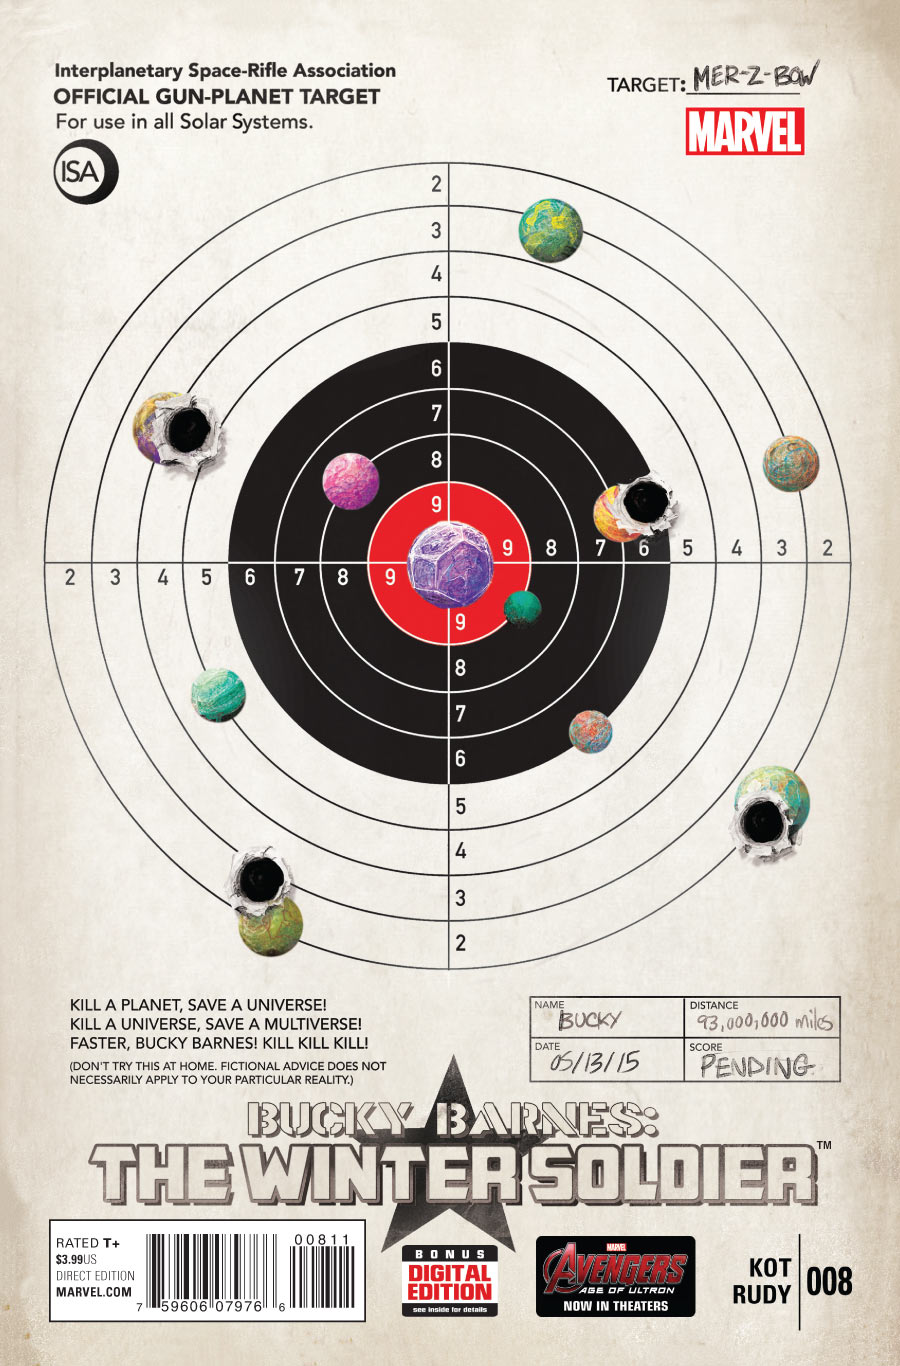 Interplanetary Space-Rifle Association
OFFICIAL GUN-PLANET TARGET
For use in all Solar Systems.
ISA
TARGET: MER-Z-BOW
MARVEL
2
3
4
5
6
7
8
9
9 8 7 6 5 4 3 2
2 3 4 5 6 7 8 9
9
8
7
6
5
4
3
2
KILL A PLANET, SAVE A UNIVERSE!
KILL A UNIVERSE, SAVE A MULTIVERSE!
FASTER, BUCKY BARNES! KILL KILL KILL!
(DON'T TRY THIS AT HOME. FICTIONAL ADVICE DOES NOT
NECESSARILY APPLY TO YOUR PARTICULAR REALITY.)
NAME BUCKY
DISTANCE 93,000,000 miles
DATE 05/13/15
SCORE PENDING
BUCKY BARNES:
THE WINTER SOLDIER™
RATED T+
$3.99US
DIRECT EDITION
MARVEL.COM
00811
7 59606 07976 6
BONUS
DIGITAL
EDITION
see inside for details
MARVEL
AVENGERS
AGE OF ULTRON
NOW IN THEATERS
KOT
RUDY
008